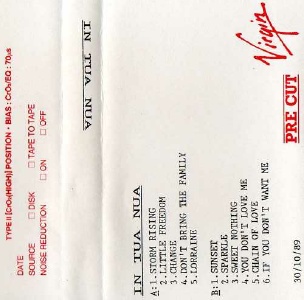 TYPE II [CrO₂(HIGH)] POSITION • BIAS : CrO₂/EQ : 70μs
DATE
SOURCE □ DISK □ TAPE TO TAPE
NOISE REDUCTION □ ON □ OFF
IN TUA NUA
Virgin
PRE CUT
IN TUA NUA
A:1.STORM RISING
2.LITTLE FREEDOM
3.CHANGE
4.DON'T BRING THE FAMILY
5.LORRAINE
B:1.SUNSET
2.SPARKLE
3.SWEET NOTHING
4.YOU DON'T LOVE ME
5.CHAIN OF LOVE
6.IF YOU DON'T WANT ME
30/10/89